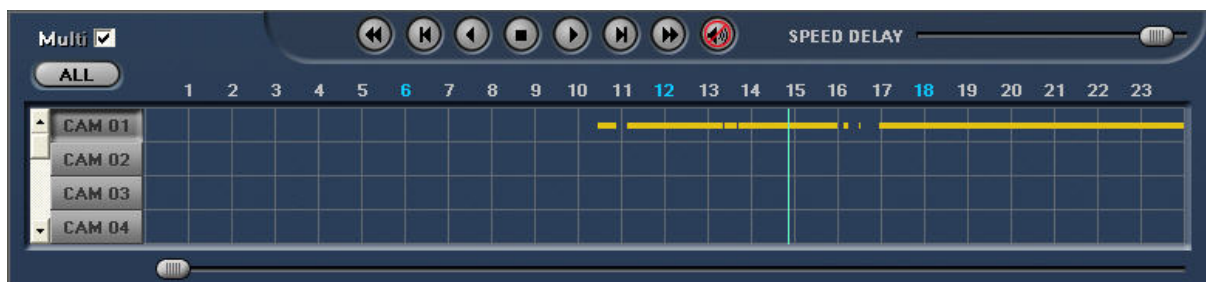 Multi
SPEED DELAY
ALL
1 2 3 4 5 6 7 8 9 10 11 12 13 14 15 16 17 18 19 20 21 22 23
CAM 01
CAM 02
CAM 03
CAM 04